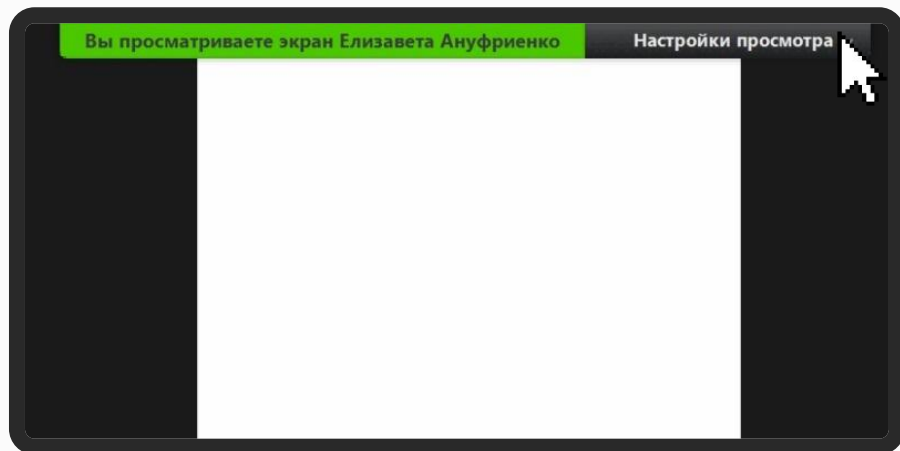 Вы просматриваете экран Елизавета Ануфриенко Настройки просмотра